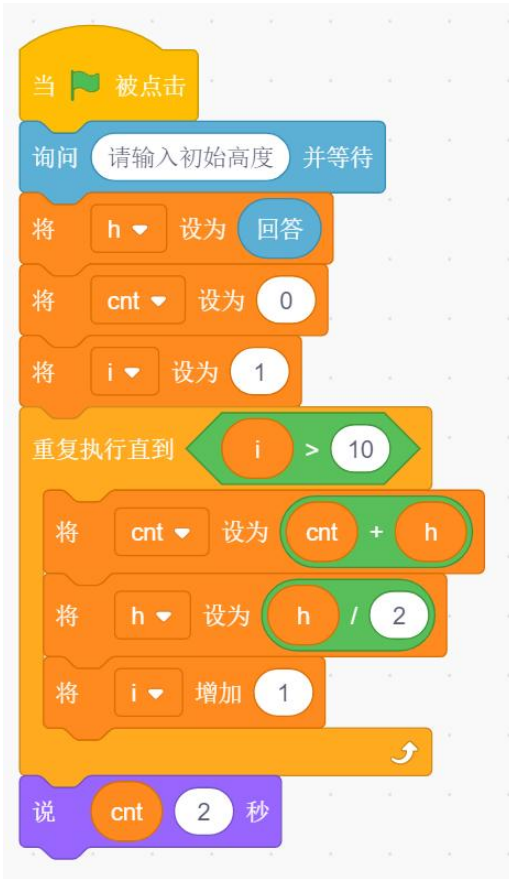 当 被点击
询问 请输入初始高度 并等待
将 h 设为 回答
将 cnt 设为 0
将 i 设为 1
重复执行直到 i > 10
将 cnt 设为 cnt + h
将 h 设为 h / 2
将 i 增加 1
说 cnt 2 秒